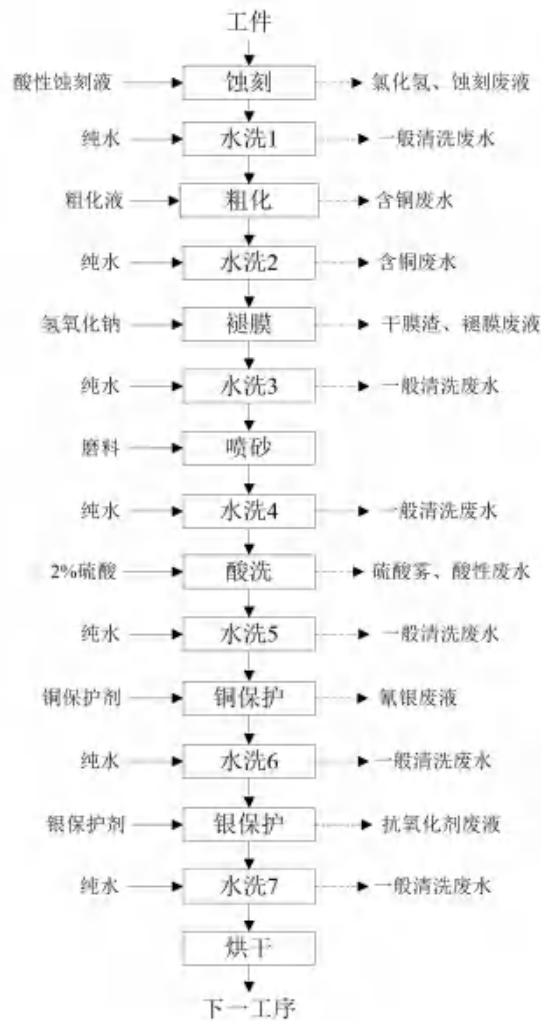 工件
酸性蚀刻液 蚀刻 氯化氢、蚀刻废液
纯水 水洗1 一般清洗废水
粗化液 粗化 含铜废水
纯水 水洗2 含铜废水
氢氧化钠 褪膜 干膜渣、褪膜废液
纯水 水洗3 一般清洗废水
磨料 喷砂
纯水 水洗4 一般清洗废水
2%硫酸 酸洗 硫酸雾、酸性废水
纯水 水洗5 一般清洗废水
铜保护剂 铜保护 氰银废液
纯水 水洗6 一般清洗废水
银保护剂 银保护 抗氧化剂废液
纯水 水洗7 一般清洗废水
烘干
下一工序